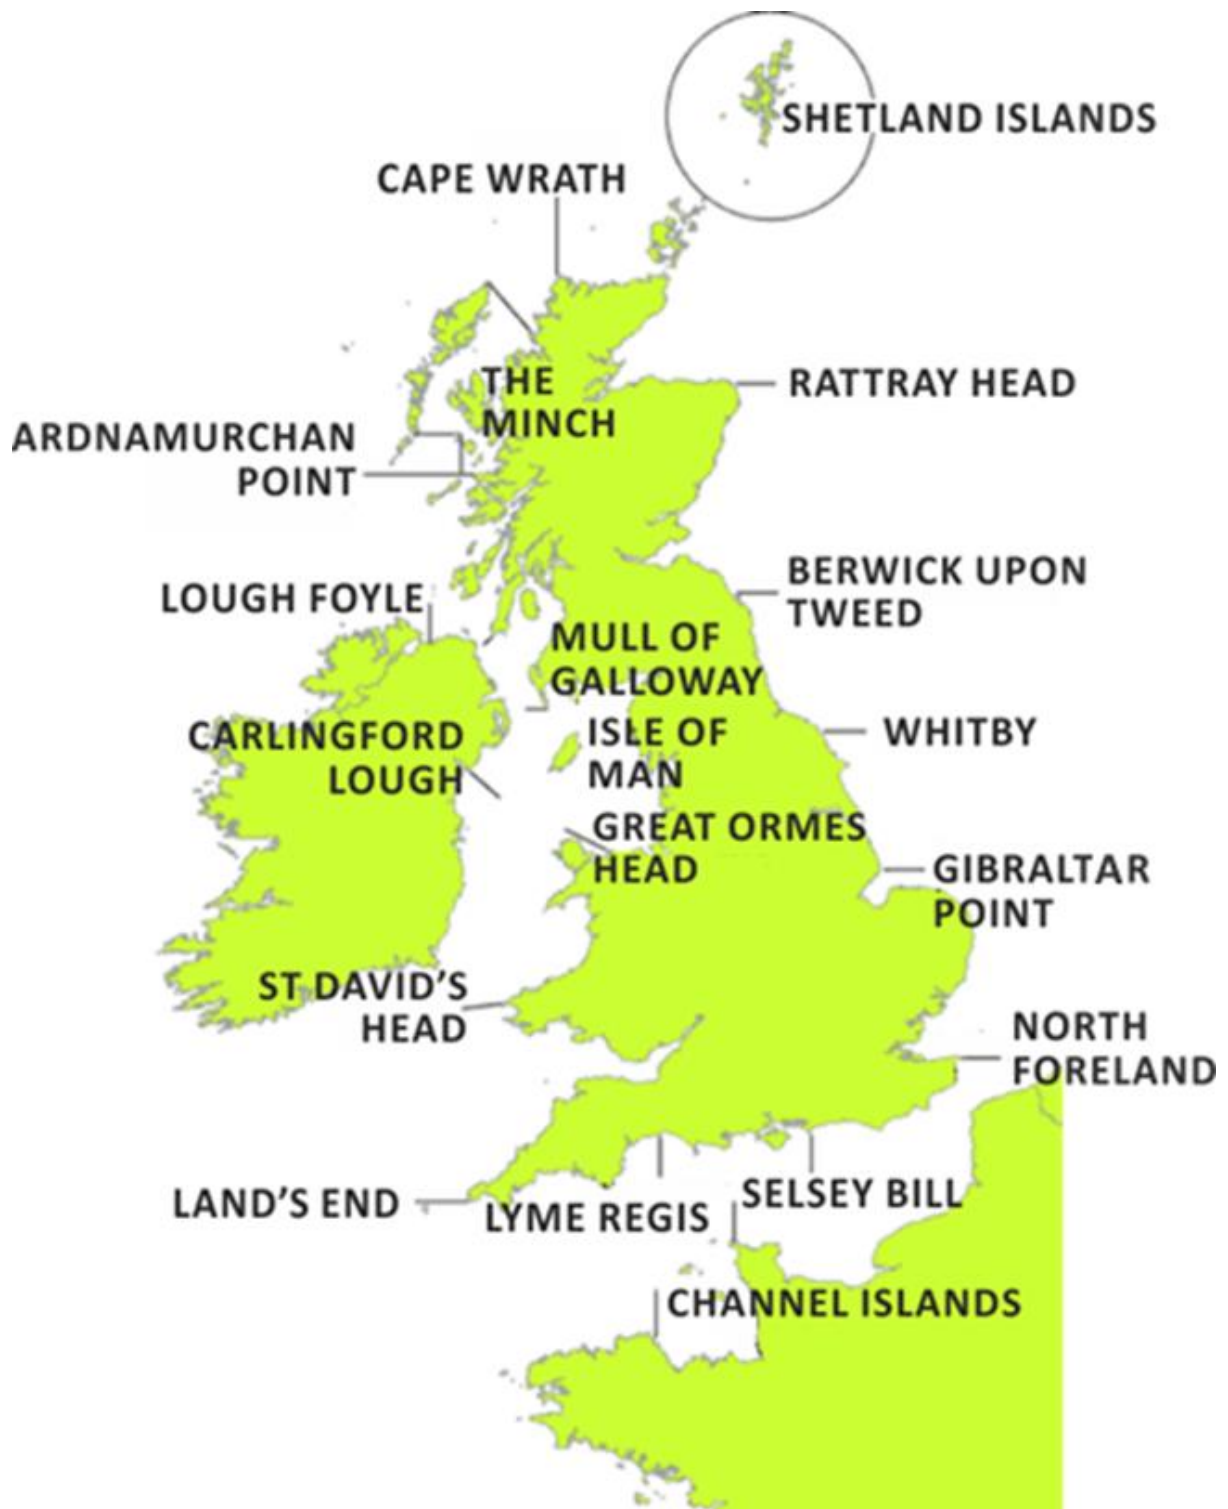 SHETLAND ISLANDS
CAPE WRATH
THE
MINCH
RATTRAY HEAD
ARDNAMURCHAN
POINT
BERWICK UPON
TWEED
LOUGH FOYLE
MULL OF
GALLOWAY
CARLINGFORD
LOUGH
ISLE OF
MAN
WHITBY
GREAT ORMES
HEAD
GIBRALTAR
POINT
ST DAVID'S
HEAD
NORTH
FORELAND
LAND'S END
LYME REGIS
SELSEY BILL
CHANNEL ISLANDS